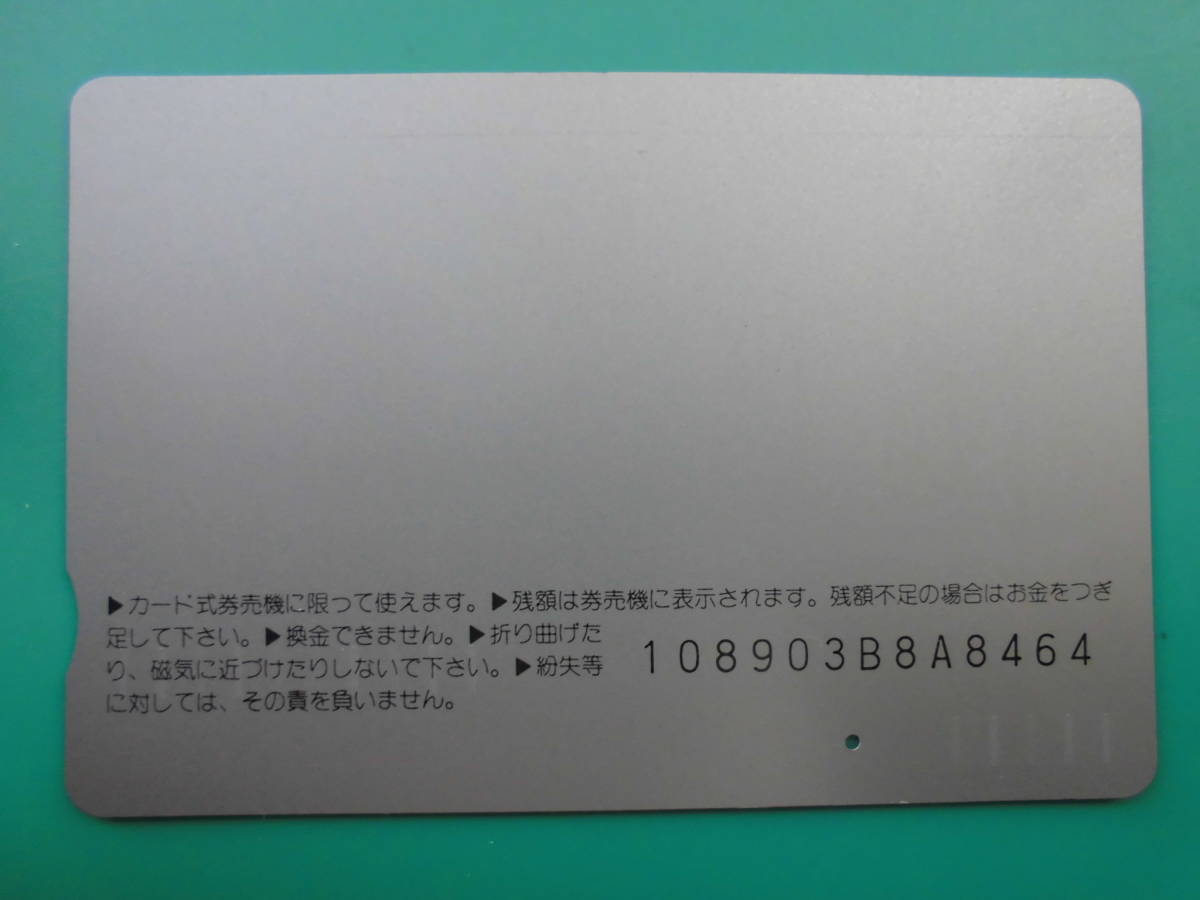 ▶カード式券売機に限って使えます。▶残額は券売機に表示されます。残額不足の場合はお金をつぎ
足して下さい。▶換金できません。▶折り曲げた
り、磁気に近づけたりしないで下さい。▶紛失等
に対しては、その責を負いません。
108903B8A8464